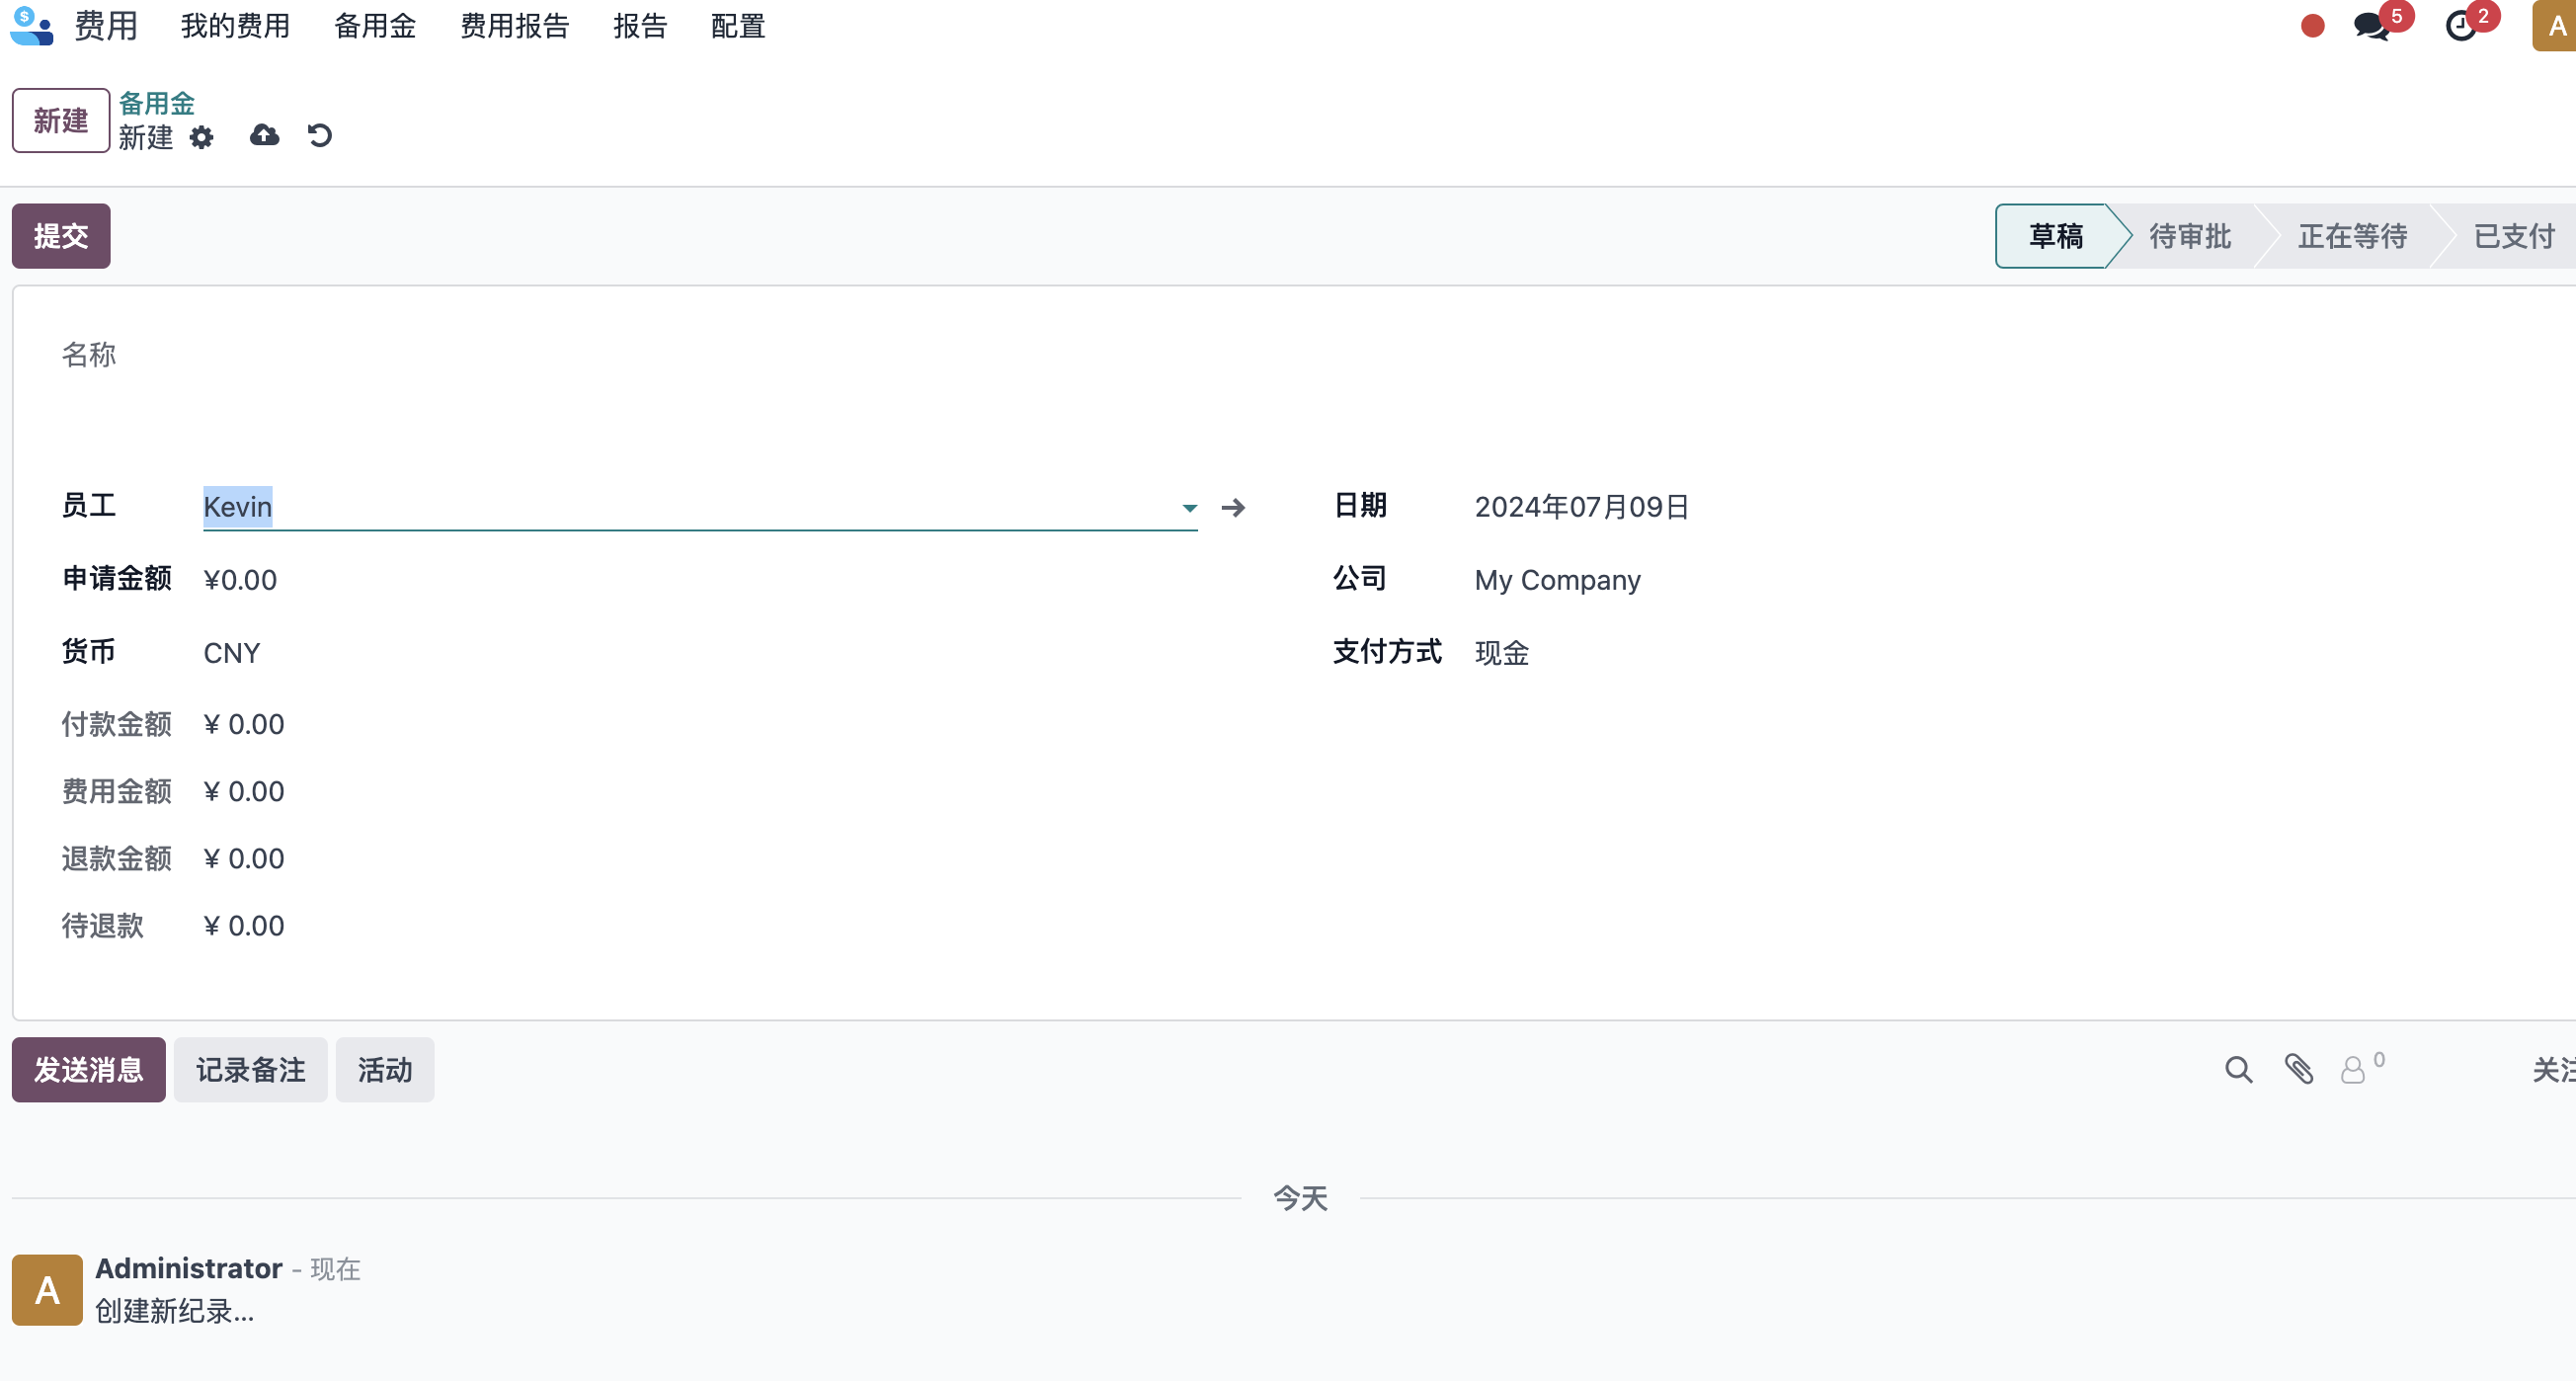 $ 费用 我的费用 备用金 费用报告 报告 配置 5 2 A
新建 备用金
新建
提交 草稿 待审批 正在等待 已支付
名称
员工 Kevin 日期 2024年07月09日
申请金额 ¥0.00 公司 My Company
货币 CNY 支付方式 现金
付款金额 ¥ 0.00
费用金额 ¥ 0.00
退款金额 ¥ 0.00
待退款 ¥ 0.00
发送消息 记录备注 活动 0 关注
今天
A Administrator - 现在
创建新纪录...